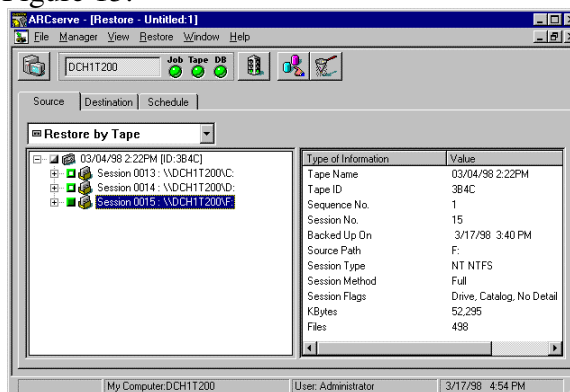 ARCserve - [Restore - Untitled:1]
File Manager View Restore Window Help
DCH1T200 Job Tape DB
Source Destination Schedule
Restore by Tape
03/04/98 2:22PM [ID:3B4C]
Session 0013 : \\DCH1T200\C:
Session 0014 : \\DCH1T200\D:
Session 0015 : \\DCH1T200\F:
Type of Information Value
Tape Name 03/04/98 2:22PM
Tape ID 3B4C
Sequence No. 1
Session No. 15
Backed Up On 3/17/98 3:40 PM
Source Path F:
Session Type NT NTFS
Session Method Full
Session Flags Drive, Catalog, No Detail
KBytes 52,295
Files 498
My Computer:DCH1T200 User: Administrator 3/17/98 4:54 PM